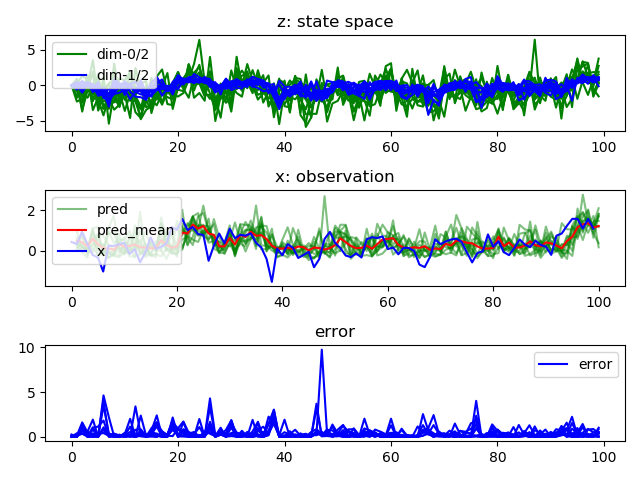 z: state space
5
0
−5
dim-0/2
dim-1/2
0 20 40 60 80 100
x: observation
2
0
pred
pred_mean
x
0 20 40 60 80 100
error
10
5
0
error
0 20 40 60 80 100